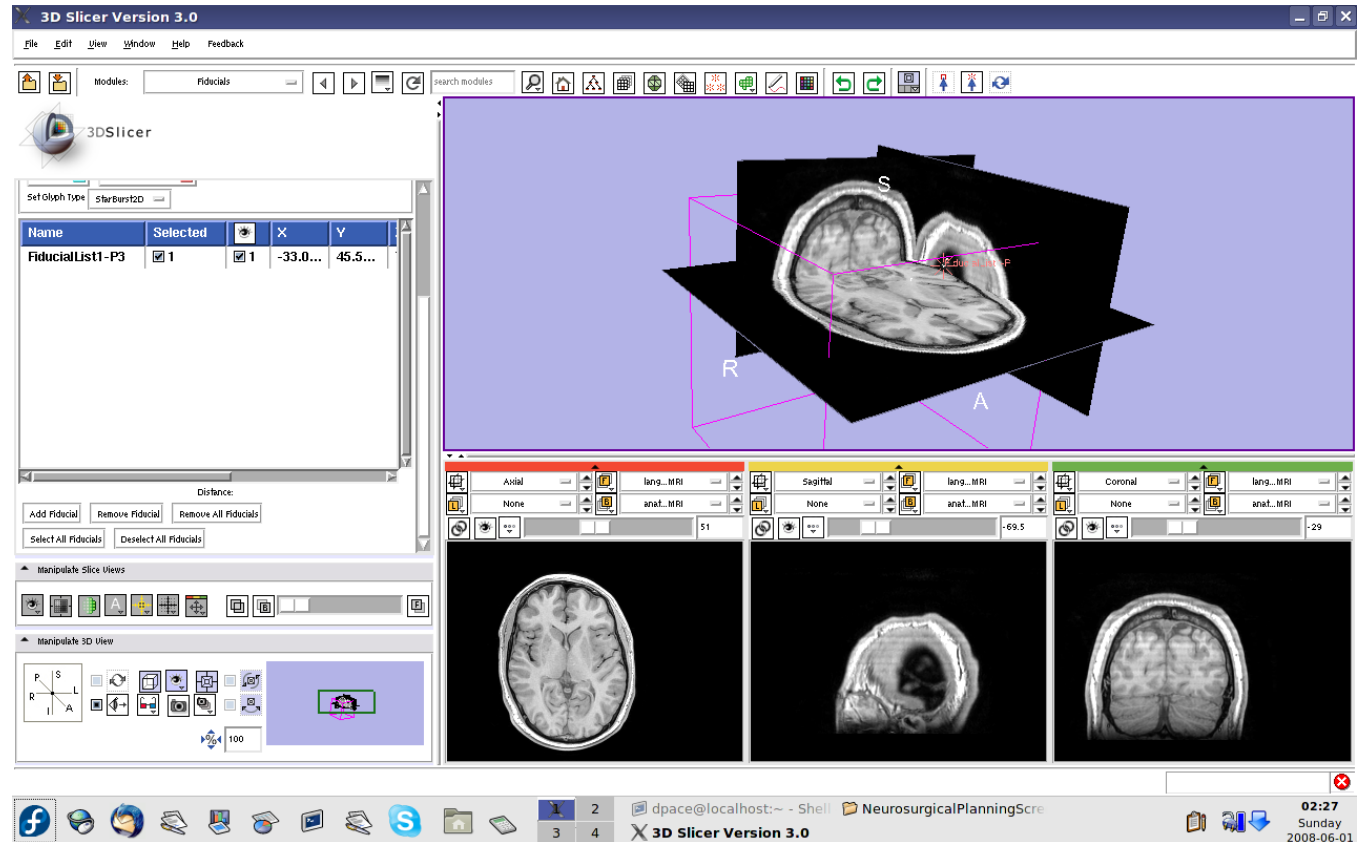 3D Slicer Version 3.0
File Edit View Window Help Feedback
Modules: Fiducials search modules
3DSlicer
Set Glyph Type StarBurst2D
Name Selected X Y
FiducialList1-P3 1 1 -33.0... 45.5...
Distance:
Add Fiducial Remove Fiducial Remove All Fiducials
Select All Fiducials Deselect All Fiducials
Manipulate Slice Views
A B F
Manipulate 3D View
P S
R L
I A
100
S
R
A
Axial F lang...MRI Sagittal F lang...MRI Coronal F lang...MRI
L None B anat...MRI L None B anat...MRI L None B anat...MRI
51 -69.5 -29
1 2 dpace@localhost:~ - Shell NeurosurgicalPlanningScre
3 4 3D Slicer Version 3.0
02:27
Sunday
2008-06-01